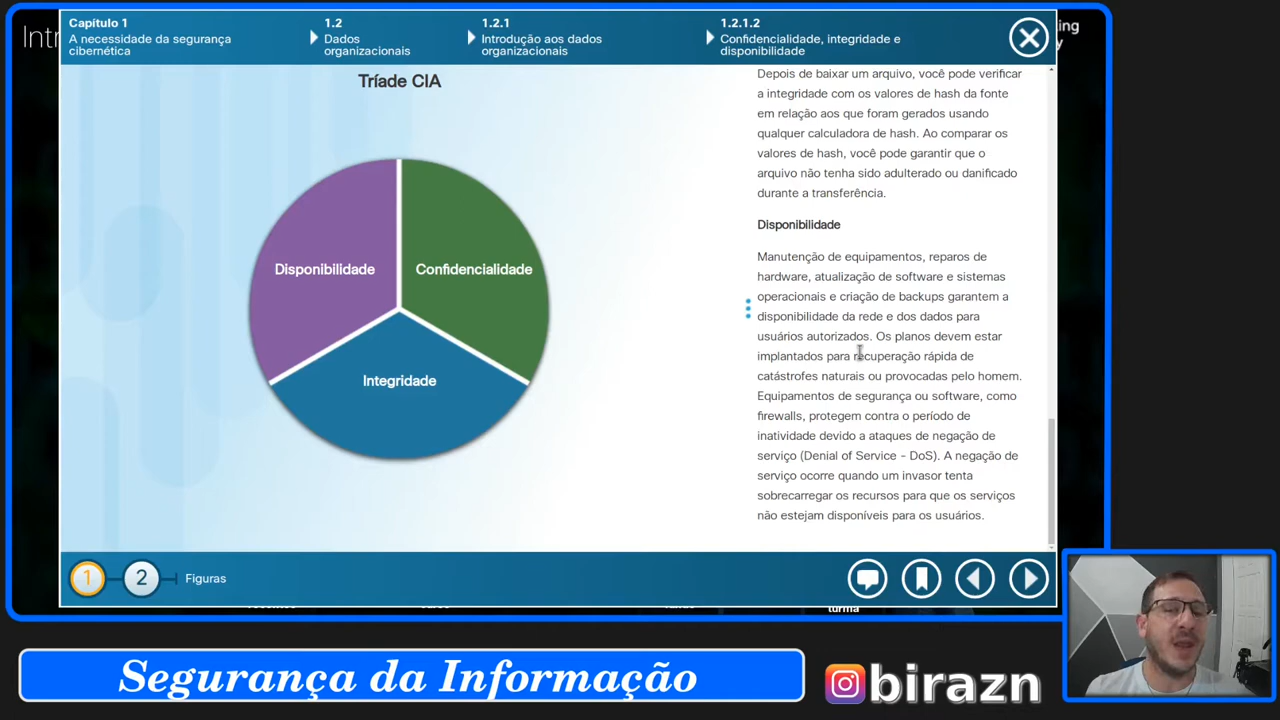 Intr
king
y
Capítulo 1
A necessidade da segurança
cibernética
1.2
Dados
organizacionais
1.2.1
Introdução aos dados
organizacionais
1.2.1.2
Confidencialidade, integridade e
disponibilidade
Tríade CIA
Disponibilidade
Confidencialidade
Integridade
Depois de baixar um arquivo, você pode verificar
a integridade com os valores de hash da fonte
em relação aos que foram gerados usando
qualquer calculadora de hash. Ao comparar os
valores de hash, você pode garantir que o
arquivo não tenha sido adulterado ou danificado
durante a transferência.
Disponibilidade
Manutenção de equipamentos, reparos de
hardware, atualização de software e sistemas
operacionais e criação de backups garantem a
disponibilidade da rede e dos dados para
usuários autorizados. Os planos devem estar
implantados para recuperação rápida de
catástrofes naturais ou provocadas pelo homem.
Equipamentos de segurança ou software, como
firewalls, protegem contra o período de
inatividade devido a ataques de negação de
serviço (Denial of Service - DoS). A negação de
serviço ocorre quando um invasor tenta
sobrecarregar os recursos para que os serviços
não estejam disponíveis para os usuários.
1
2
Figuras
turma
Segurança da Informação
birazn